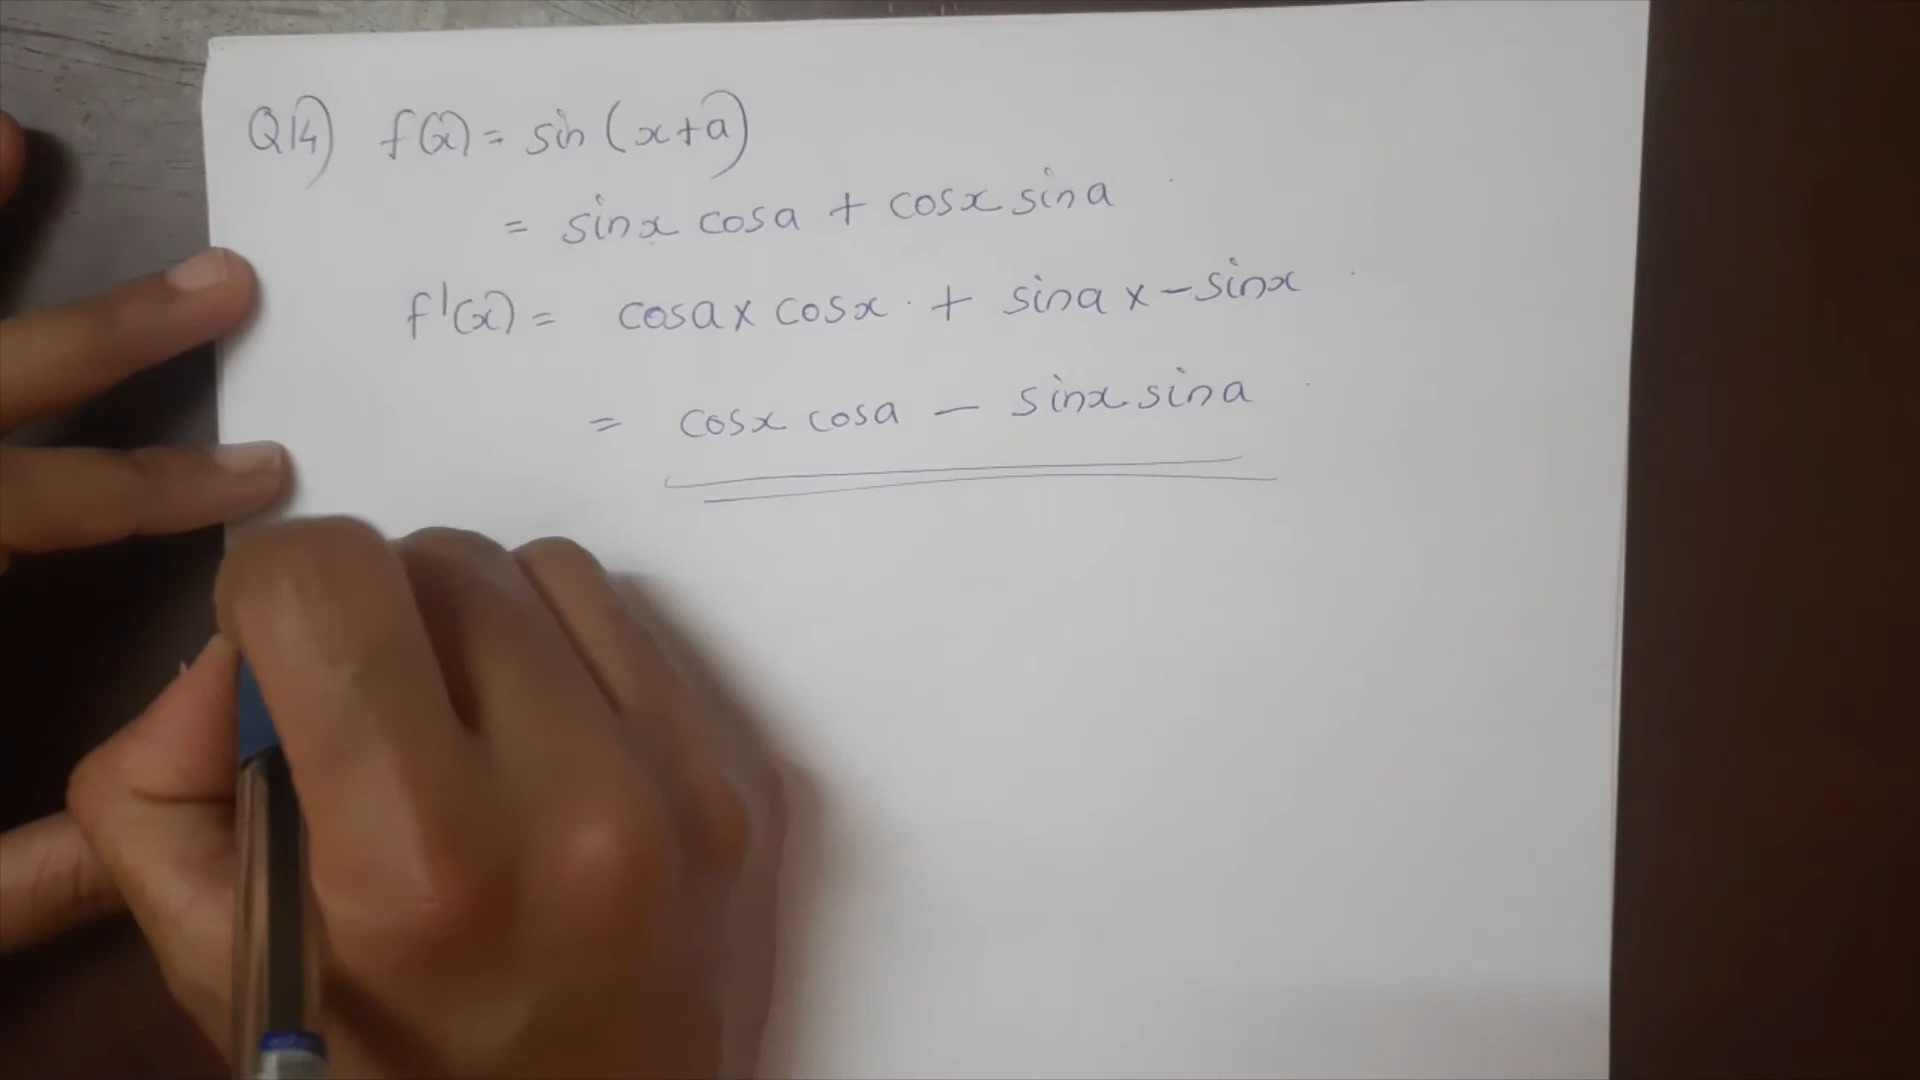 Q14) f(x) = sin (x+a)
= sinx cosa + cosx sina
f'(x) = cosa x cosx + sina x -sinx
= cosx cosa - sinx sina